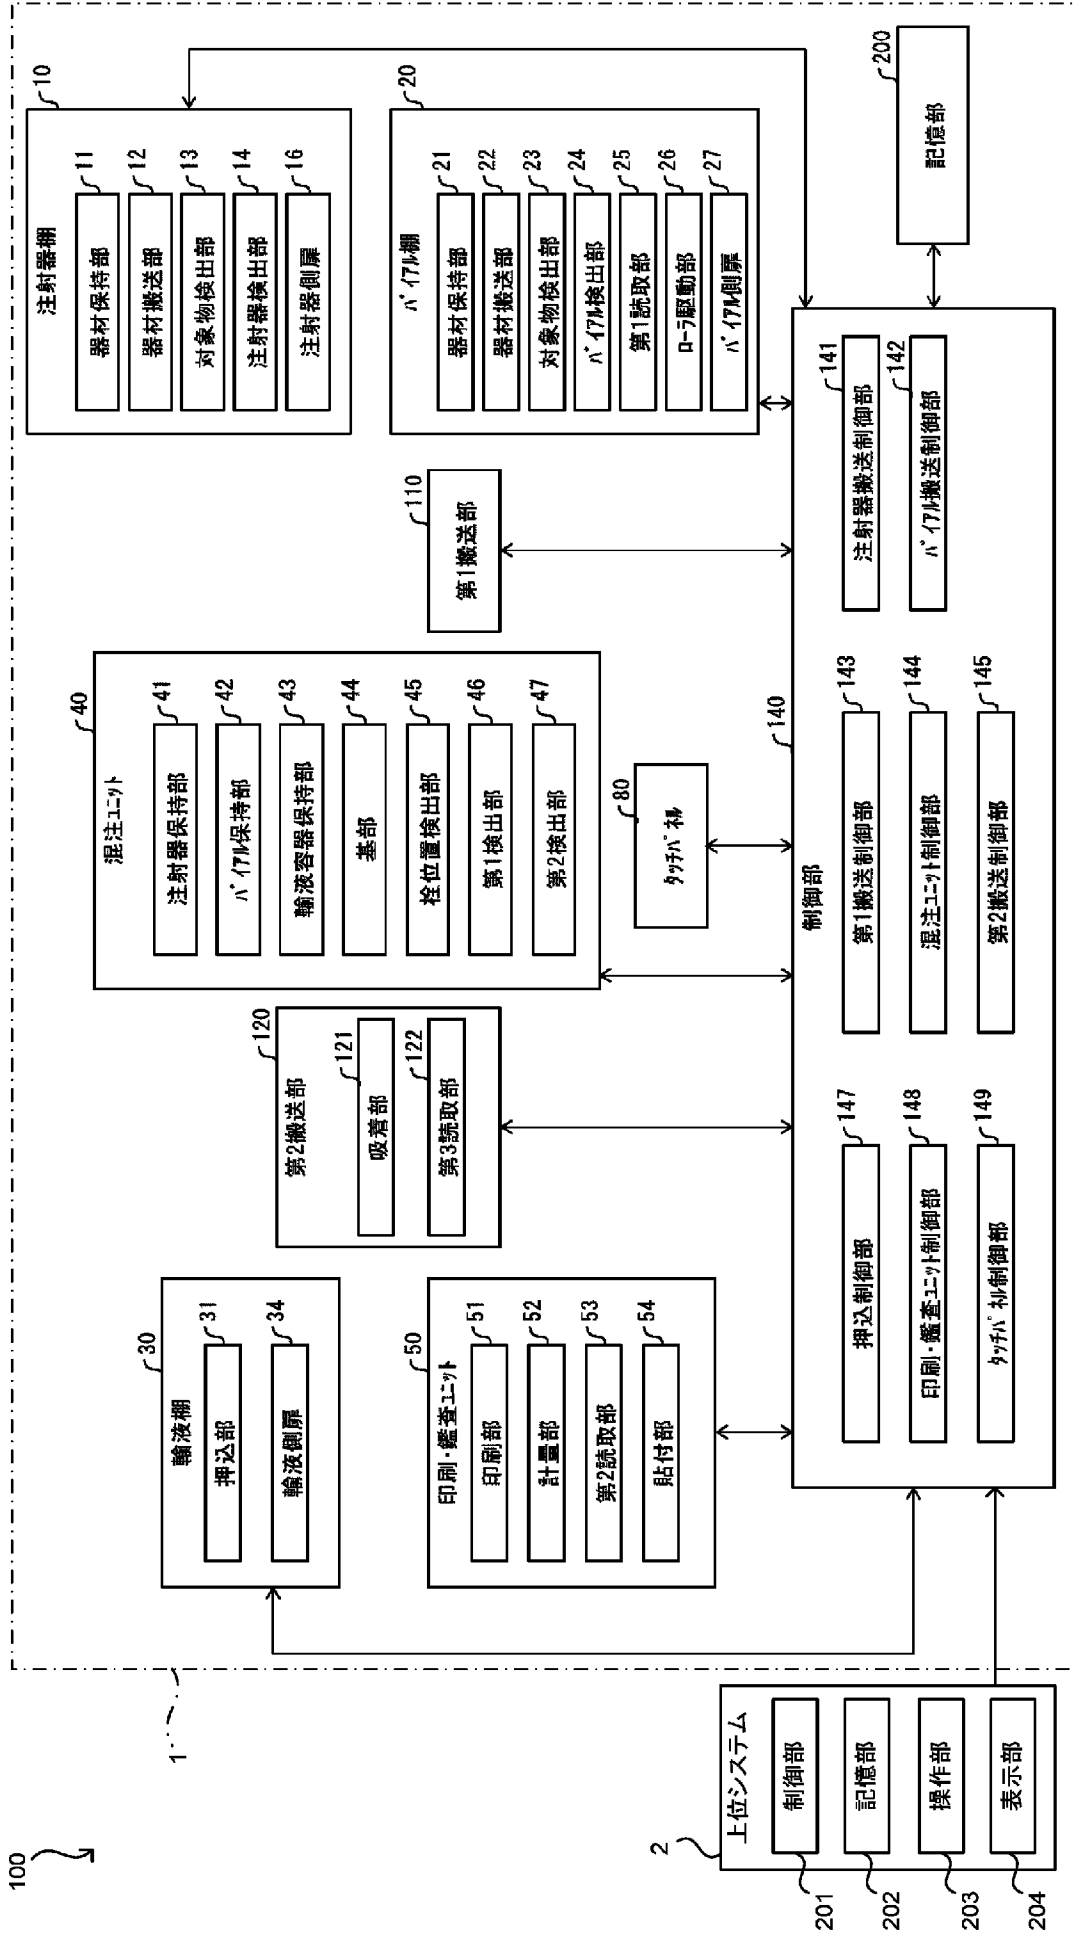 100
1
2
上位システム
201
制御部
202
記憶部
203
操作部
204
表示部
30
輸液棚
31
押込部
34
輸液側扉
50
印刷・鑑査ユニット
51
印刷部
52
計量部
53
第2読取部
54
貼付部
120
第2搬送部
121
吸着部
122
第3読取部
40
混注ユニット
41
注射器保持部
42
バイアル保持部
43
輸液容器保持部
44
基部
45
栓位置検出部
46
第1検出部
47
第2検出部
80
タッチパネル
110
第1搬送部
10
注射器棚
11
器材保持部
12
器材搬送部
13
対象物検出部
14
注射器検出部
16
注射器側扉
20
バイアル棚
21
器材保持部
22
器材搬送部
23
対象物検出部
24
バイアル検出部
25
第1読取部
26
ローラ駆動部
27
バイアル側扉
140
制御部
147
押込制御部
148
印刷・鑑査ユニット制御部
149
タッチパネル制御部
143
第1搬送制御部
144
混注ユニット制御部
145
第2搬送制御部
141
注射器搬送制御部
142
バイアル搬送制御部
200
記憶部